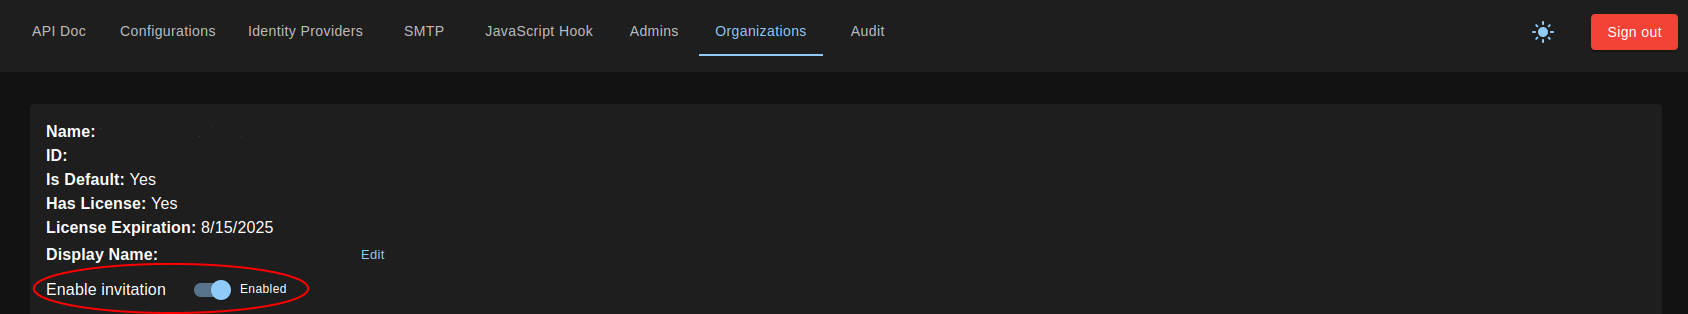 API Doc Configurations Identity Providers SMTP JavaScript Hook Admins Organizations Audit Sign out
Name:
ID:
Is Default: Yes
Has License: Yes
License Expiration: 8/15/2025
Display Name: Edit
Enable invitation Enabled